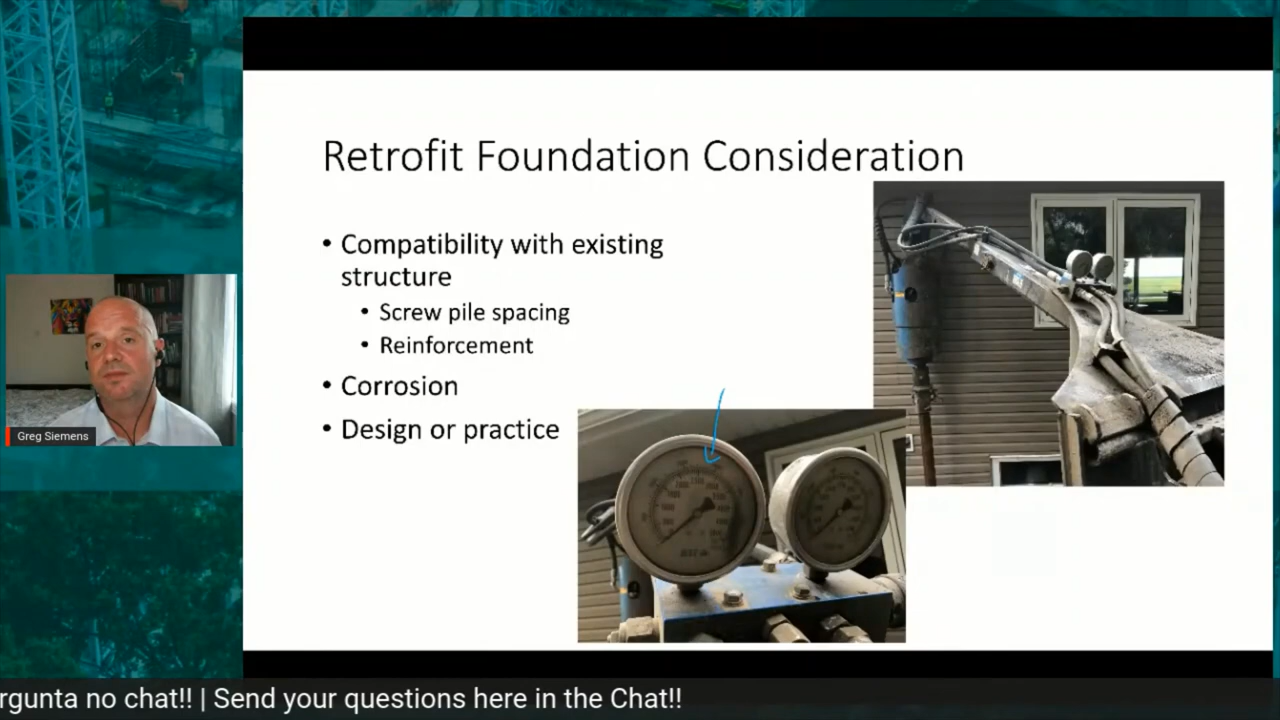 Retrofit Foundation Consideration
• Compatibility with existing
structure
• Screw pile spacing
• Reinforcement
• Corrosion
• Design or practice
Greg Siemens
rgunta no chat!! | Send your questions here in the Chat!!